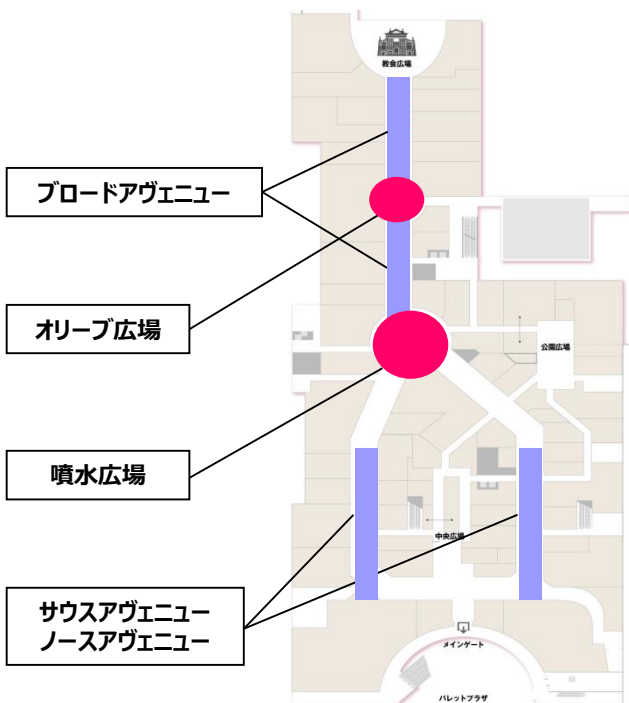 教会広場
ブロードアヴェニュー
オリーブ広場
公園広場
噴水広場
中央広場
サウスアヴェニュー
ノースアヴェニュー
メインゲート
パレットプラザ